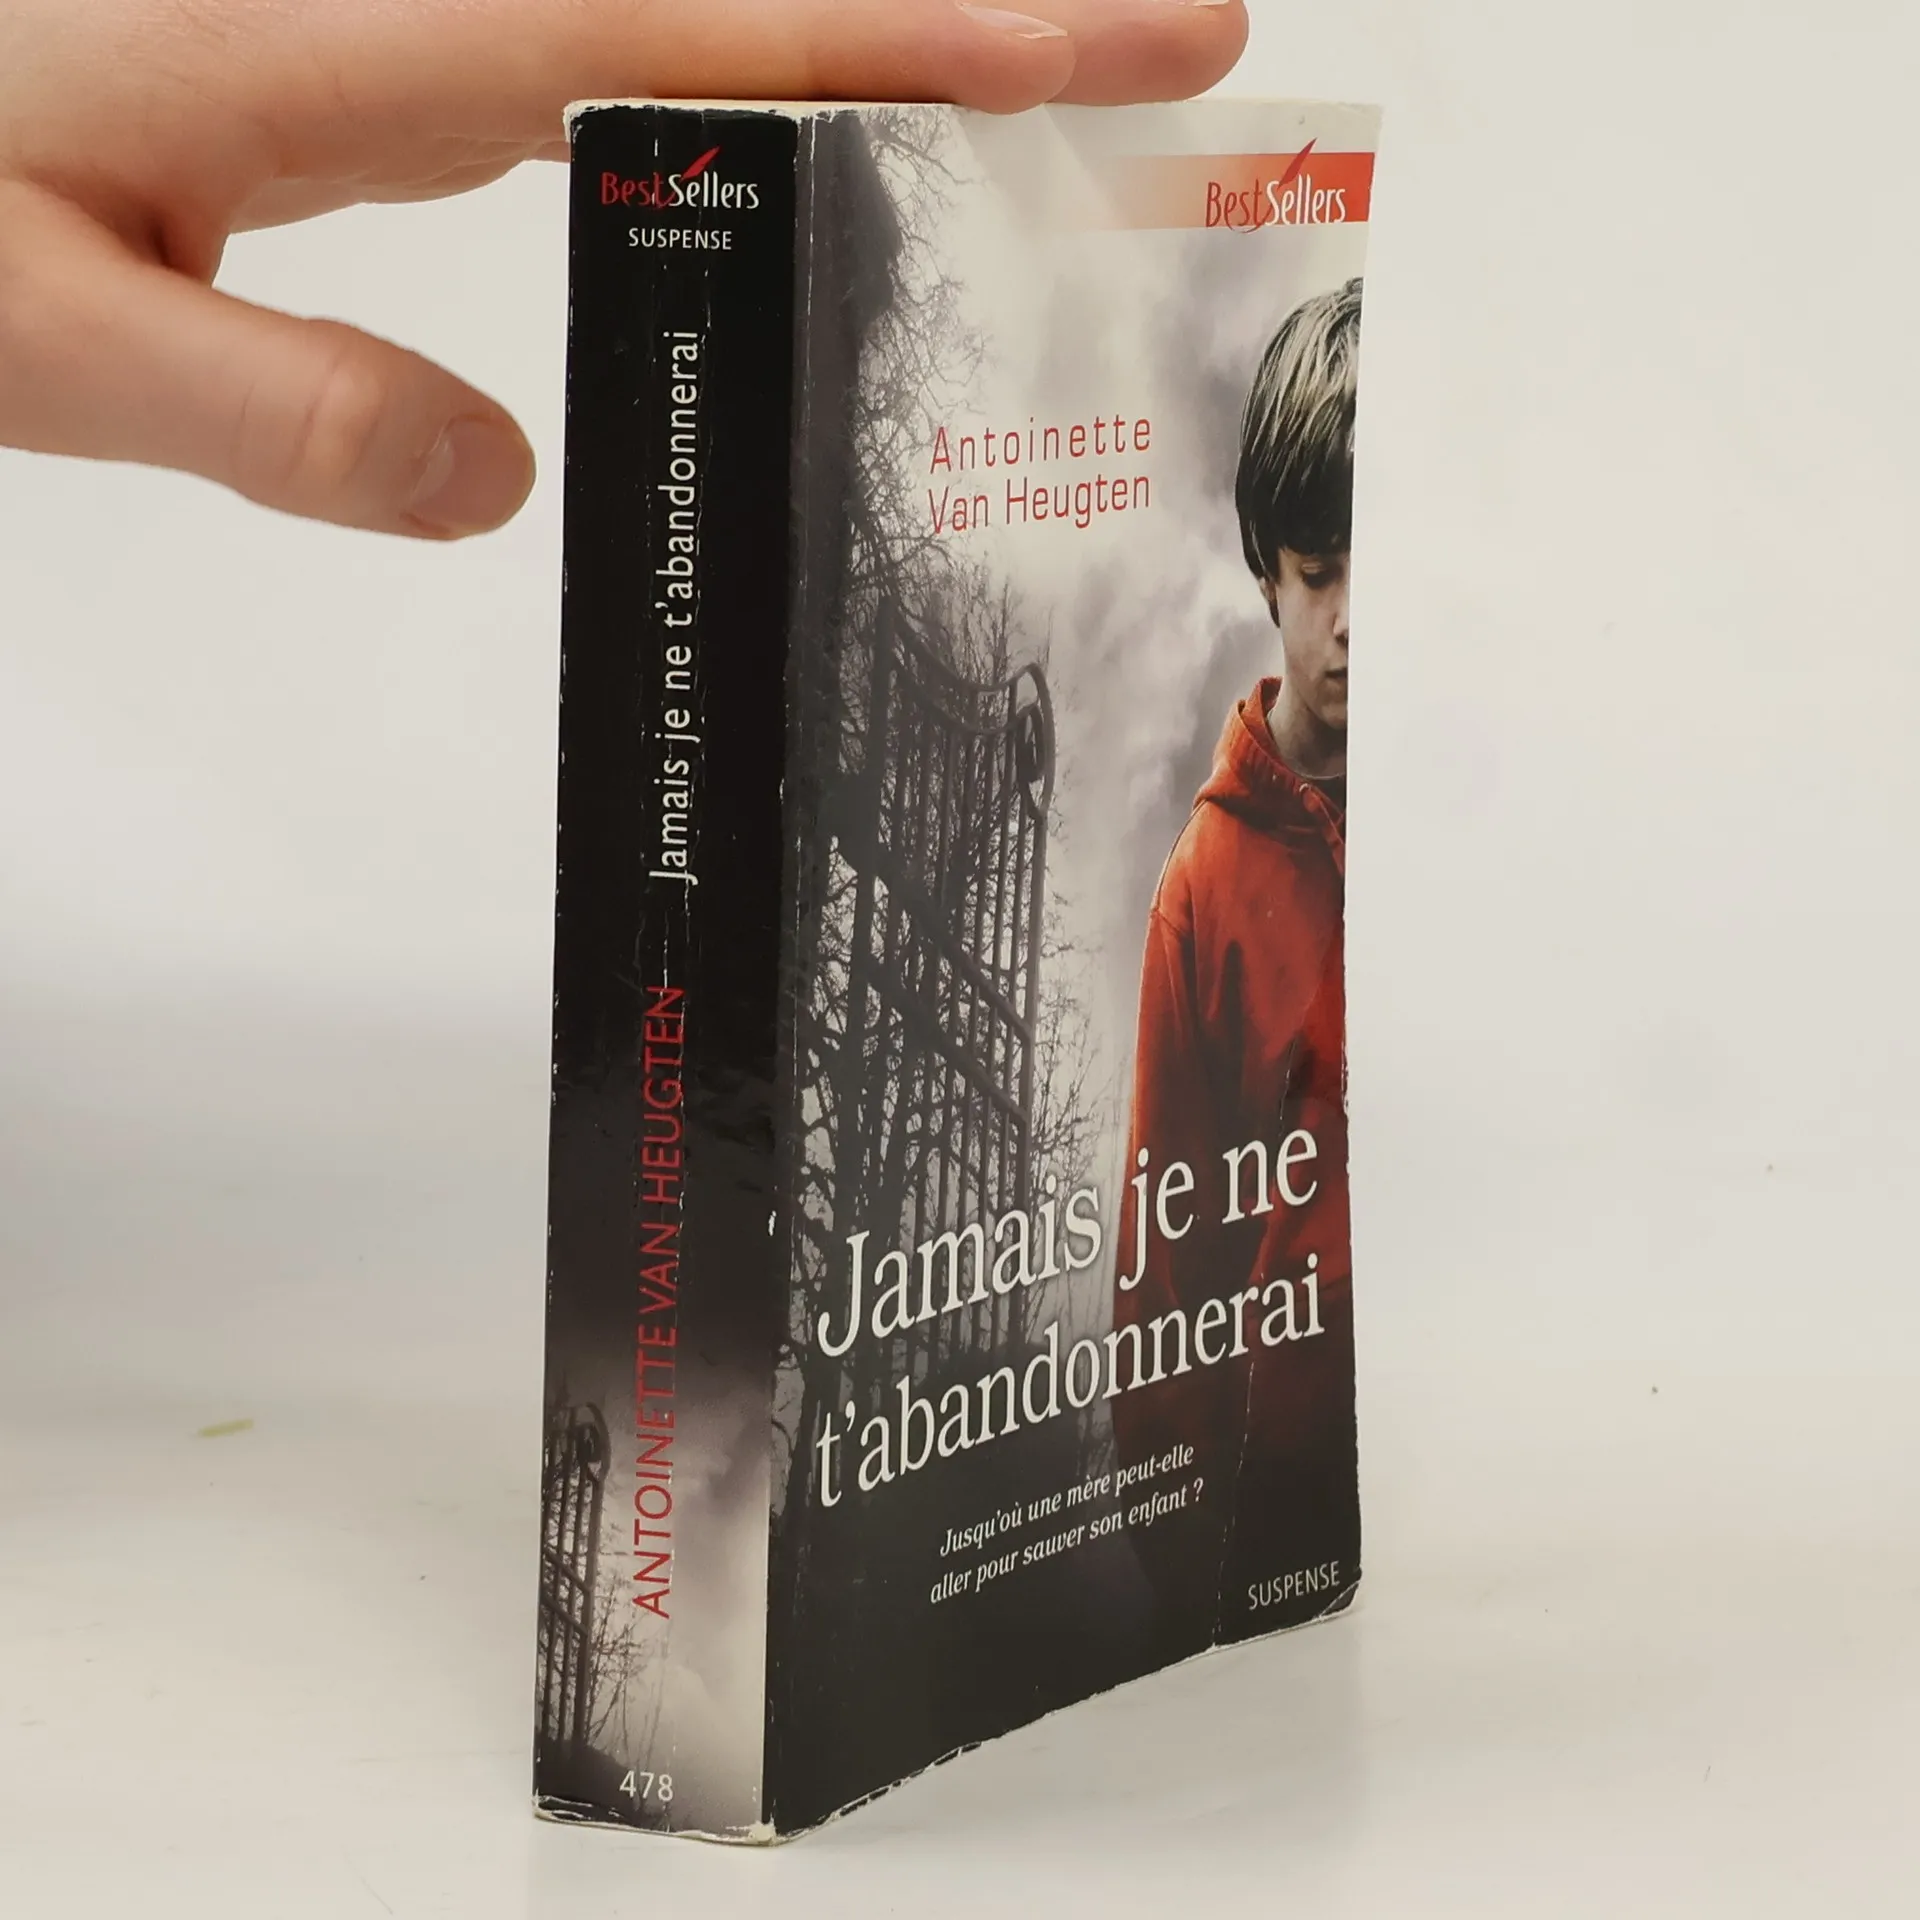 BestSellers
SUSPENSE
Jamais je ne t'abandonnerai
ANTOINETTE VAN HEUGTEN
478
BestSellers
Antoinette
Van Heugten
Jamais je ne
t'abandonnerai
Jusqu'où une mère peut-elle
aller pour sauver son enfant ?
SUSPENSE